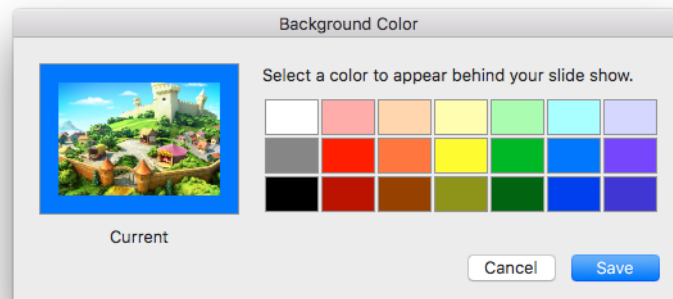 Background Color
Select a color to appear behind your slide show.
Current
Cancel
Save